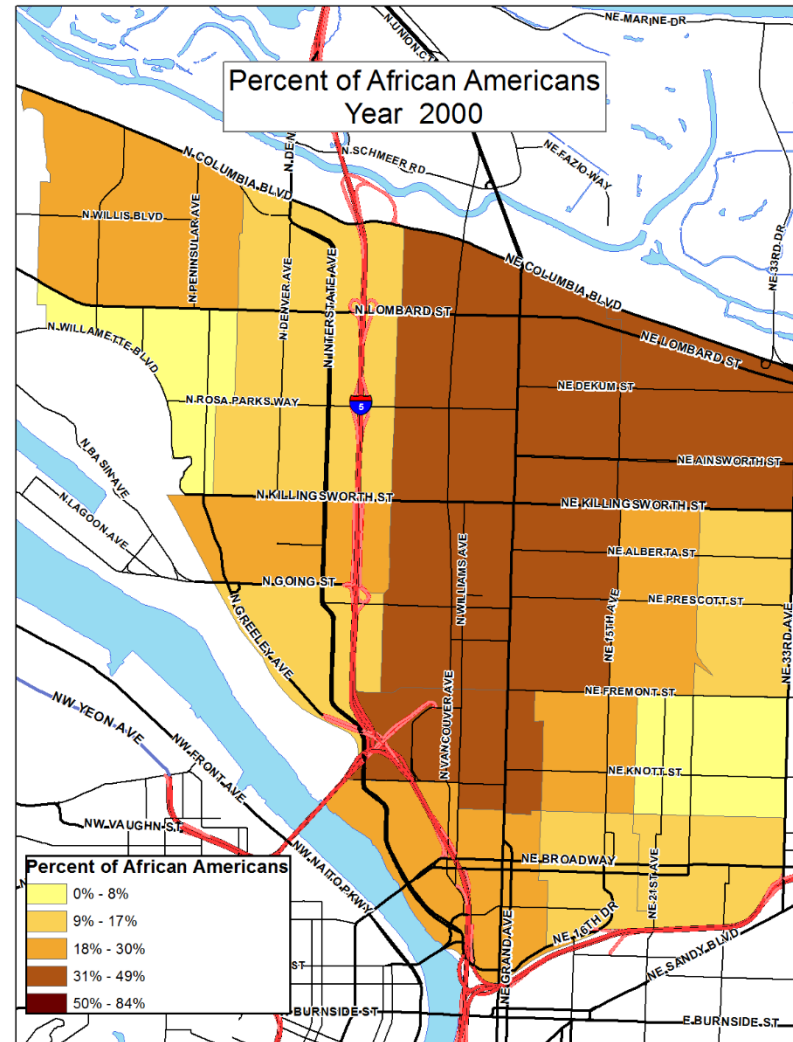 NE MARINE DR
N UNION CT
Percent of African Americans
Year 2000
N DEN
N SCHMEER RD
NE FAZIO WAY
N COLUMBIA BLVD
NE 33RD DR
N WILLIS BLVD
N PENINSULAR AVE
N DENVER AVE
N INTERSTATE AVE
NE COLUMBIA BLVD
N LOMBARD ST
NE LOMBARD ST
N WILLAMETTE BLVD
NE DEKUM ST
N ROSA PARKS WAY
5
N BASIN AVE
NE AINSWORTH ST
N LAGOON AVE
N KILLINGSWORTH ST
NE KILLINGSWORTH ST
NE ALBERTA ST
N WILLIAMS AVE
N GOING ST
NE PRESCOTT ST
NE 15TH AVE
NE 33RD AVE
N GREELEY AVE
NE FREMONT ST
N VANCOUVER AVE
NW YEON AVE
NW FRONT AVE
NE KNOTT ST
NW VAUGHN ST
NW NAITO PKWY
NE BROADWAY
NE 21ST AVE
Percent of African Americans
0% - 8%
9% - 17%
18% - 30%
31% - 49%
50% - 84%
NE 16TH DR
NE GRAND AVE
NE SANDY BLVD
ST
BURNSIDE ST
E BURNSIDE ST